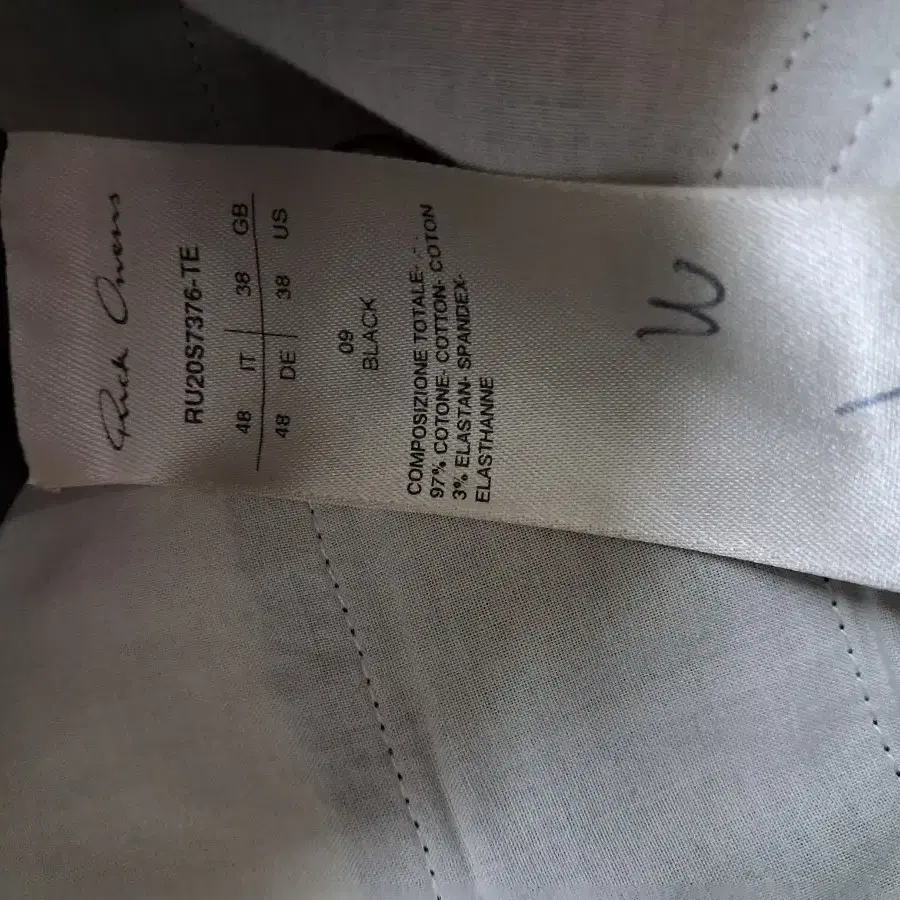 Rick Owens
RU20S7376-TE
48 IT 38 GB
48 DE 38 US
09
BLACK
COMPOSIZIONE TOTALE-
97% COTONE- COTTON- COTON
3% ELASTAN- SPANDEX-
ELASTHANNE